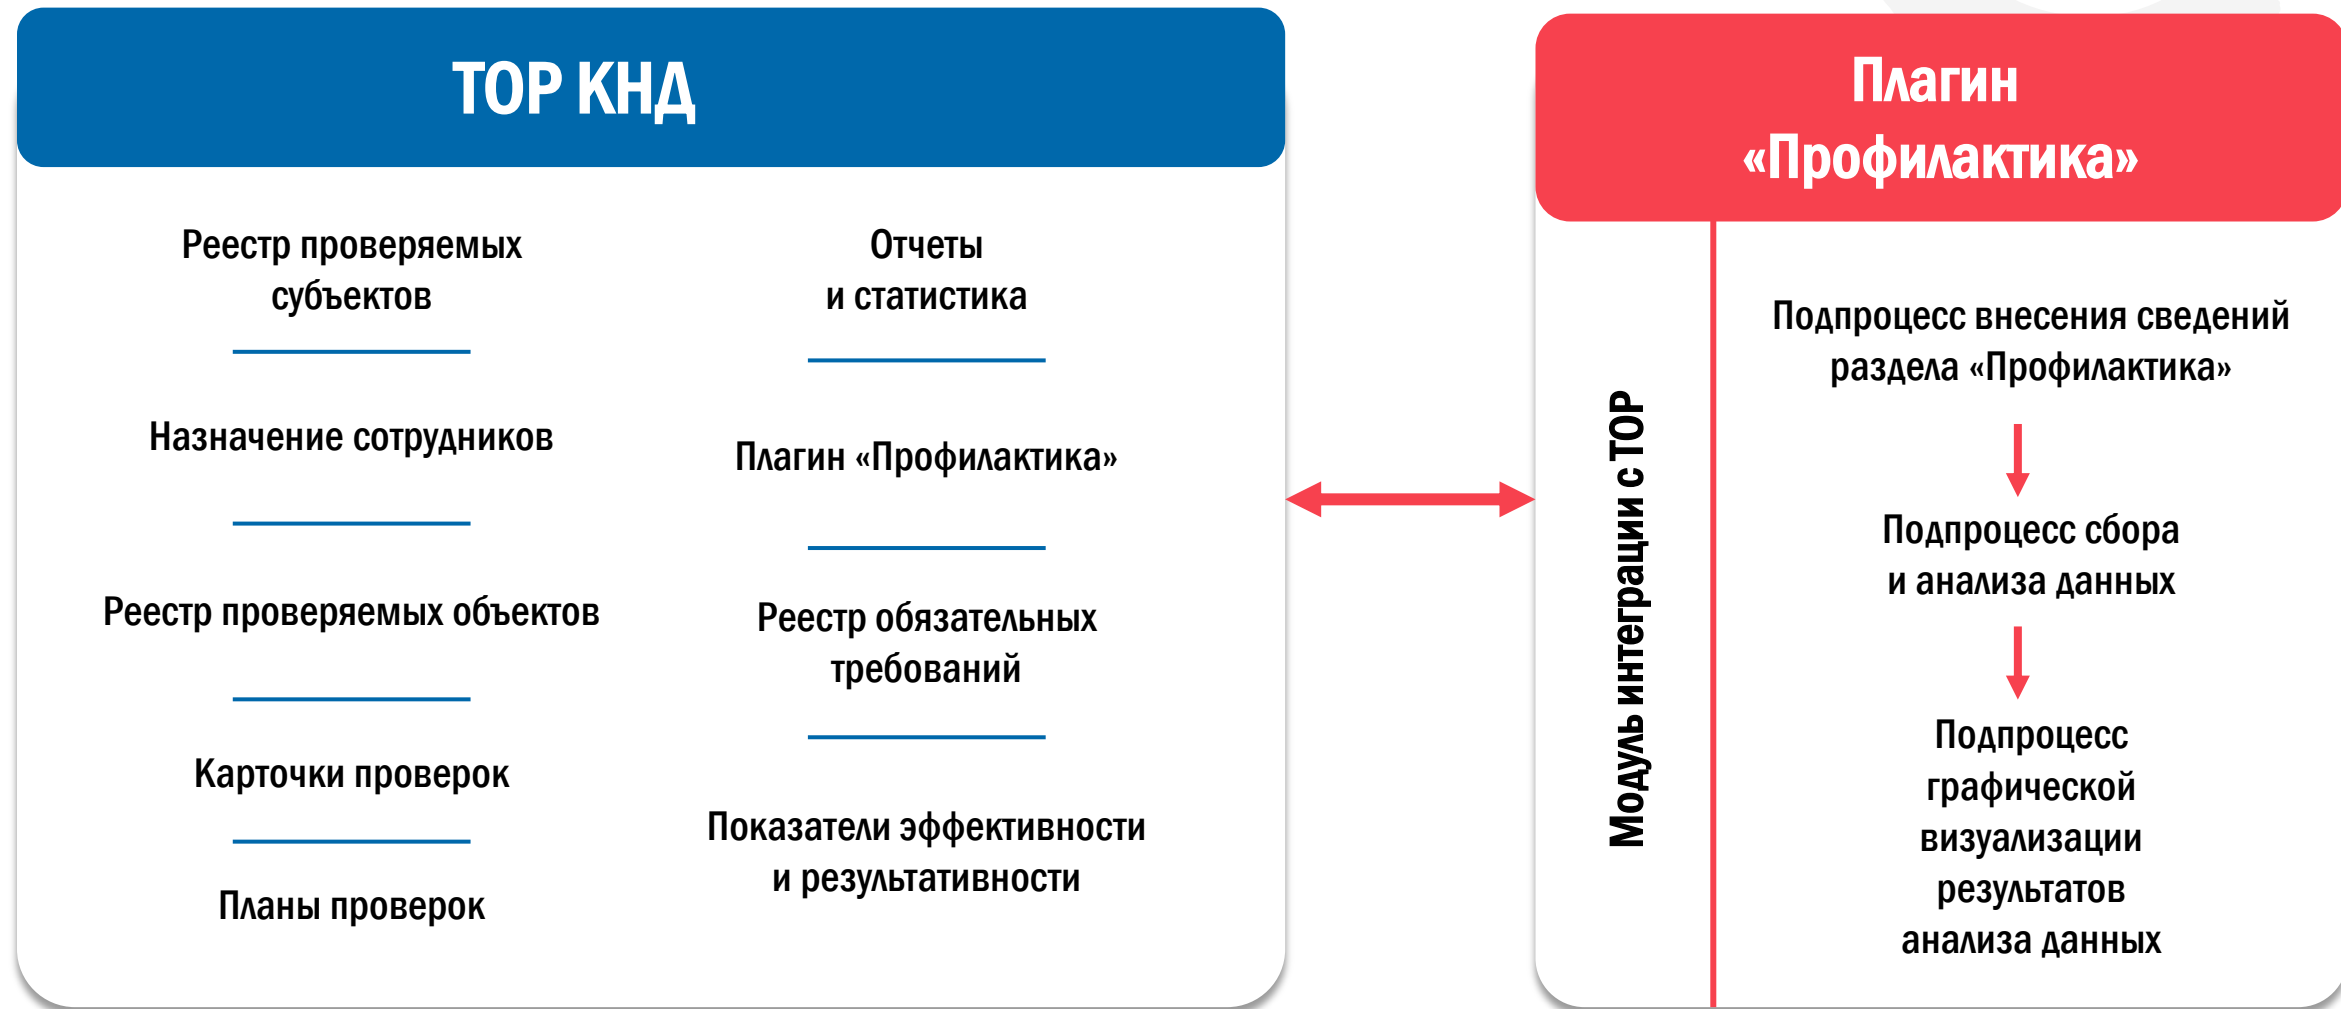 ТОР КНД
Реестр проверяемых
субъектов
Назначение сотрудников
Реестр проверяемых объектов
Карточки проверок
Планы проверок
Отчеты
и статистика
Плагин «Профилактика»
Реестр обязательных
требований
Показатели эффективности
и результативности
Плагин
«Профилактика»
Модуль интеграции с ТОР
Подпроцесс внесения сведений
раздела «Профилактика»
Подпроцесс сбора
и анализа данных
Подпроцесс
графической
визуализации
результатов
анализа данных